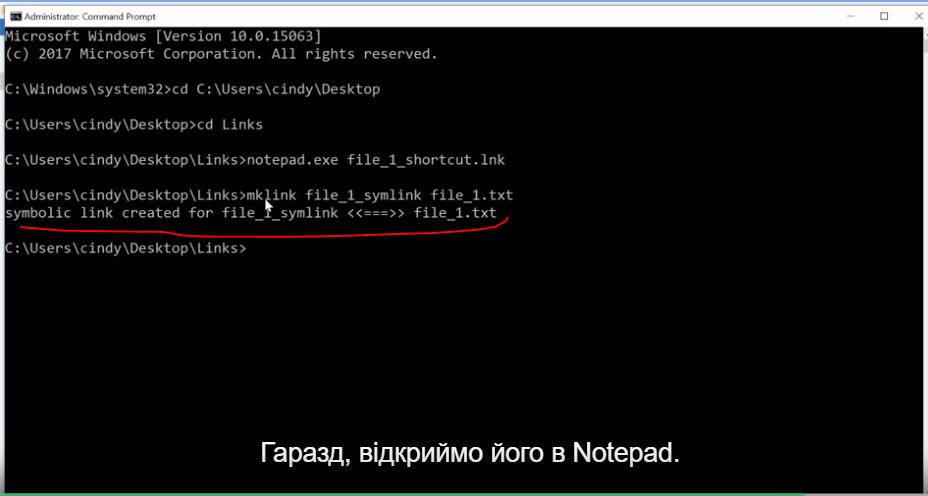 Administrator: Command Prompt
Microsoft Windows [Version 10.0.15063]
(c) 2017 Microsoft Corporation. All rights reserved.
C:\Windows\system32>cd C:\Users\cindy\Desktop
C:\Users\cindy\Desktop>cd Links
C:\Users\cindy\Desktop\Links>notepad.exe file_1_shortcut.lnk
C:\Users\cindy\Desktop\Links>mklink file_1_symlink file_1.txt
symbolic link created for file_1_symlink <<===>> file_1.txt
C:\Users\cindy\Desktop\Links>
Гаразд, відкриймо його в Notepad.